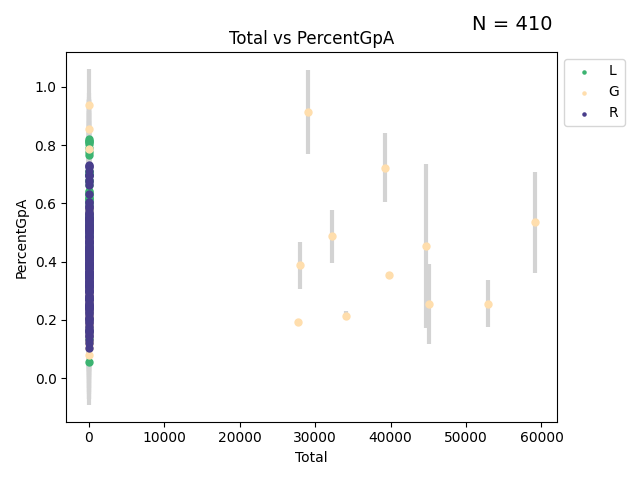 N = 410
Total vs PercentGpA
L
G
R
1.0
0.8
0.6
0.4
0.2
0.0
PercentGpA
0 10000 20000 30000 40000 50000 60000
Total